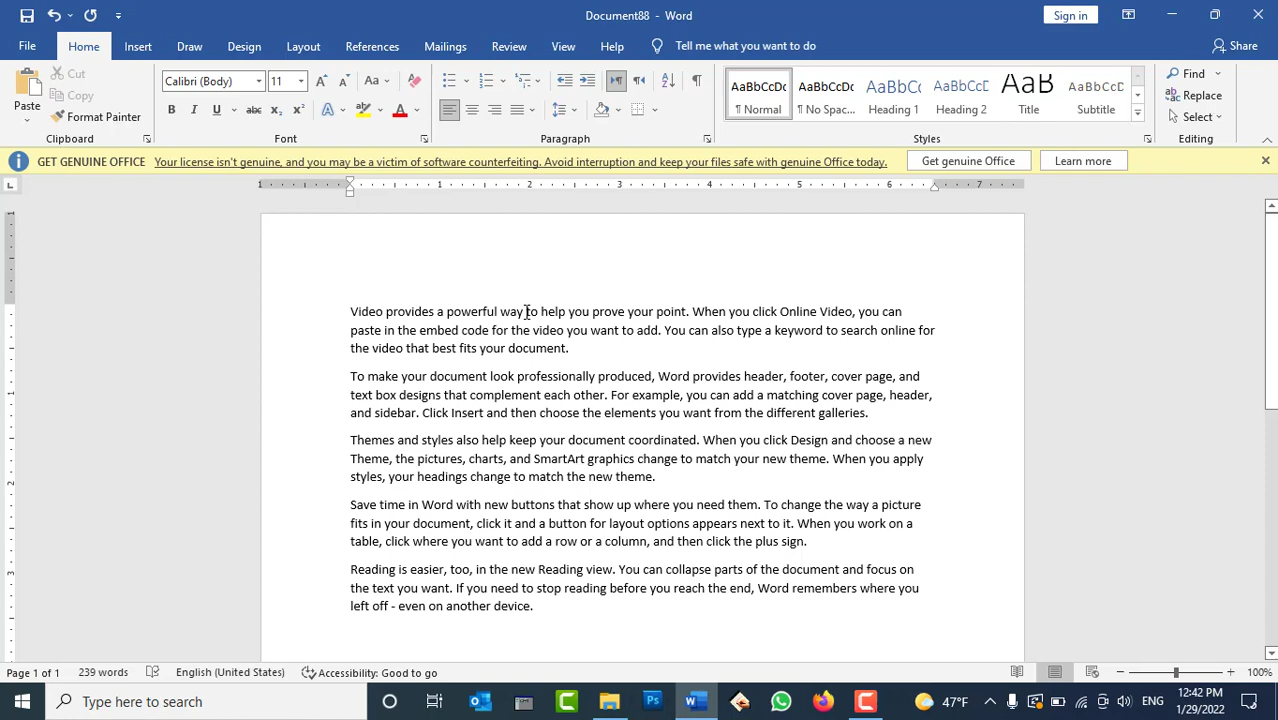 Document88 - Word
Sign in
File Home Insert Draw Design Layout References Mailings Review View Help Tell me what you want to do Share
Paste
Cut
Copy
Format Painter
Clipboard
Calibri (Body) 11
Font
Paragraph
AaBbCcDc AaBbCcDc AaBbCc AaBbCcD AaB AaBbCcD
¶ Normal ¶ No Spac... Heading 1 Heading 2 Title Subtitle
Styles
Find
Replace
Select
Editing
GET GENUINE OFFICE Your license isn't genuine, and you may be a victim of software counterfeiting. Avoid interruption and keep your files safe with genuine Office today. Get genuine Office Learn more
1 1 2 3 4 5 6 7
Video provides a powerful way to help you prove your point. When you click Online Video, you can
paste in the embed code for the video you want to add. You can also type a keyword to search online for
the video that best fits your document.
To make your document look professionally produced, Word provides header, footer, cover page, and
text box designs that complement each other. For example, you can add a matching cover page, header,
and sidebar. Click Insert and then choose the elements you want from the different galleries.
Themes and styles also help keep your document coordinated. When you click Design and choose a new
Theme, the pictures, charts, and SmartArt graphics change to match your new theme. When you apply
styles, your headings change to match the new theme.
Save time in Word with new buttons that show up where you need them. To change the way a picture
fits in your document, click it and a button for layout options appears next to it. When you work on a
table, click where you want to add a row or a column, and then click the plus sign.
Reading is easier, too, in the new Reading view. You can collapse parts of the document and focus on
the text you want. If you need to stop reading before you reach the end, Word remembers where you
left off - even on another device.
Page 1 of 1 239 words English (United States) Accessibility: Good to go 100%
Type here to search
47°F
ENG
12:42 PM
1/29/2022